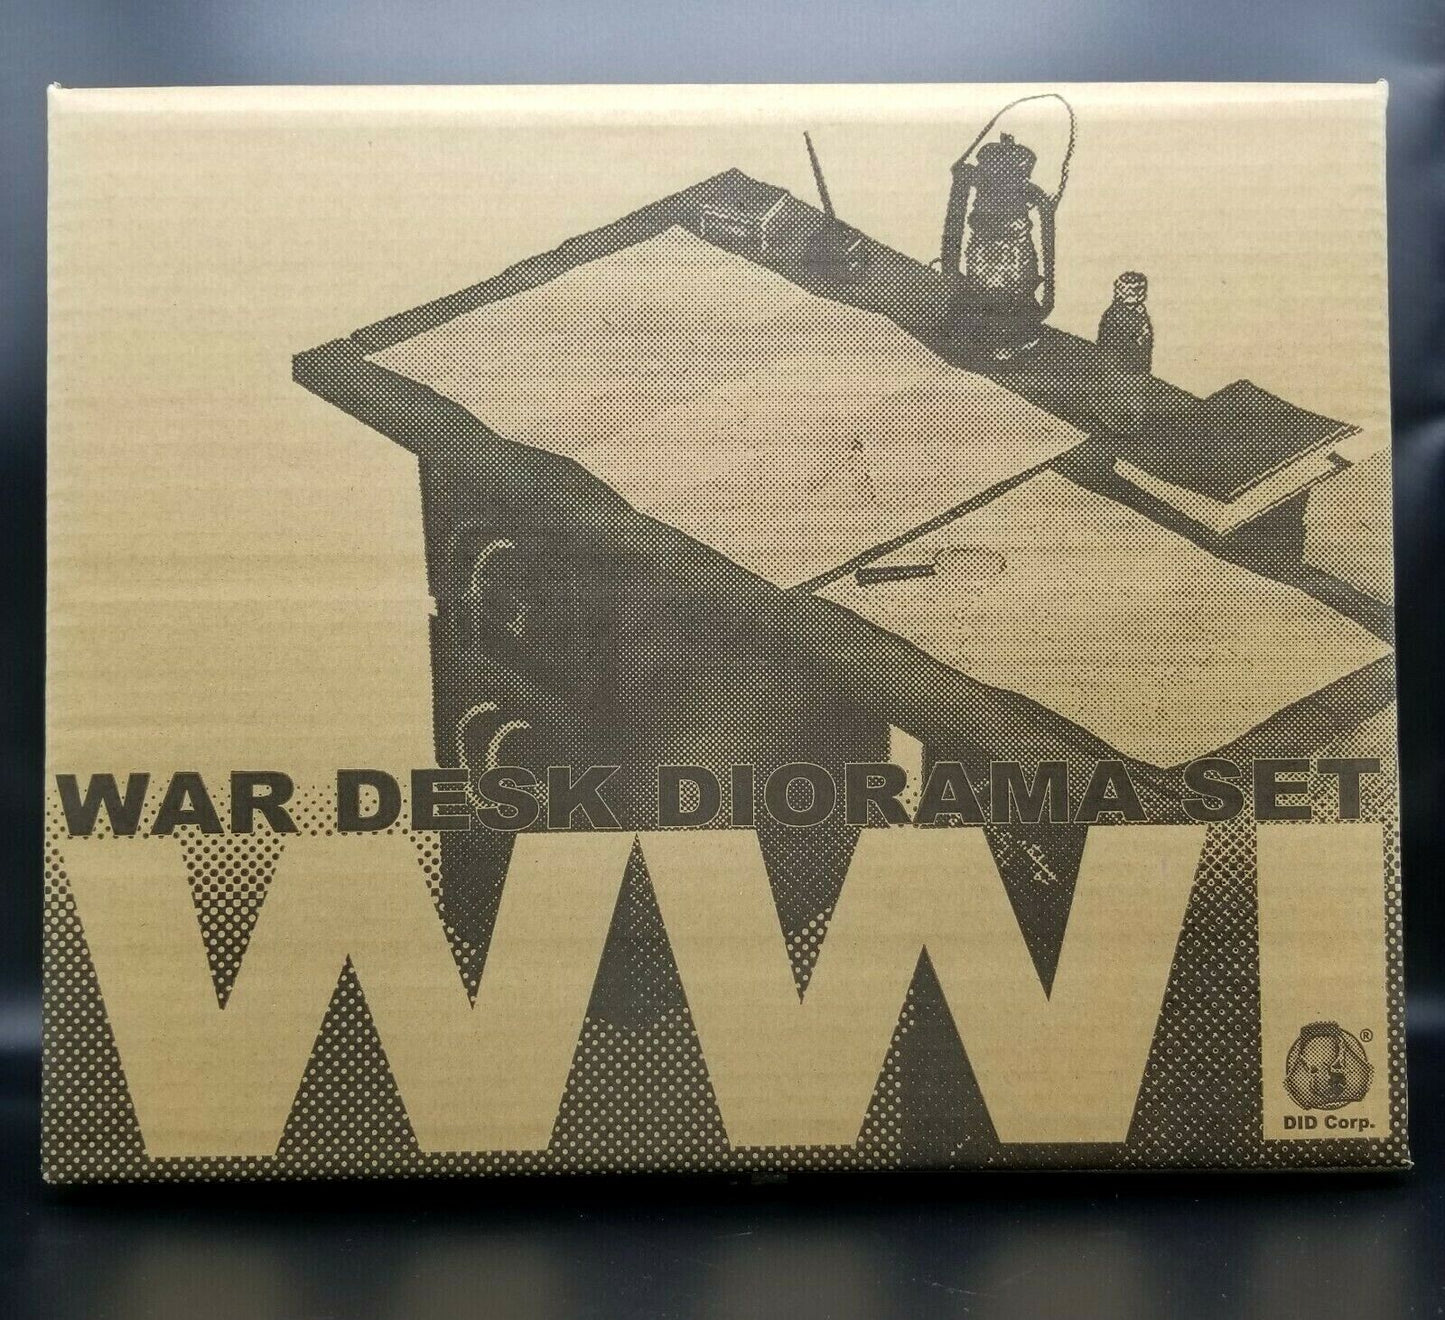 WAR DESK DIORAMA SET
WWI
®
DID Corp.